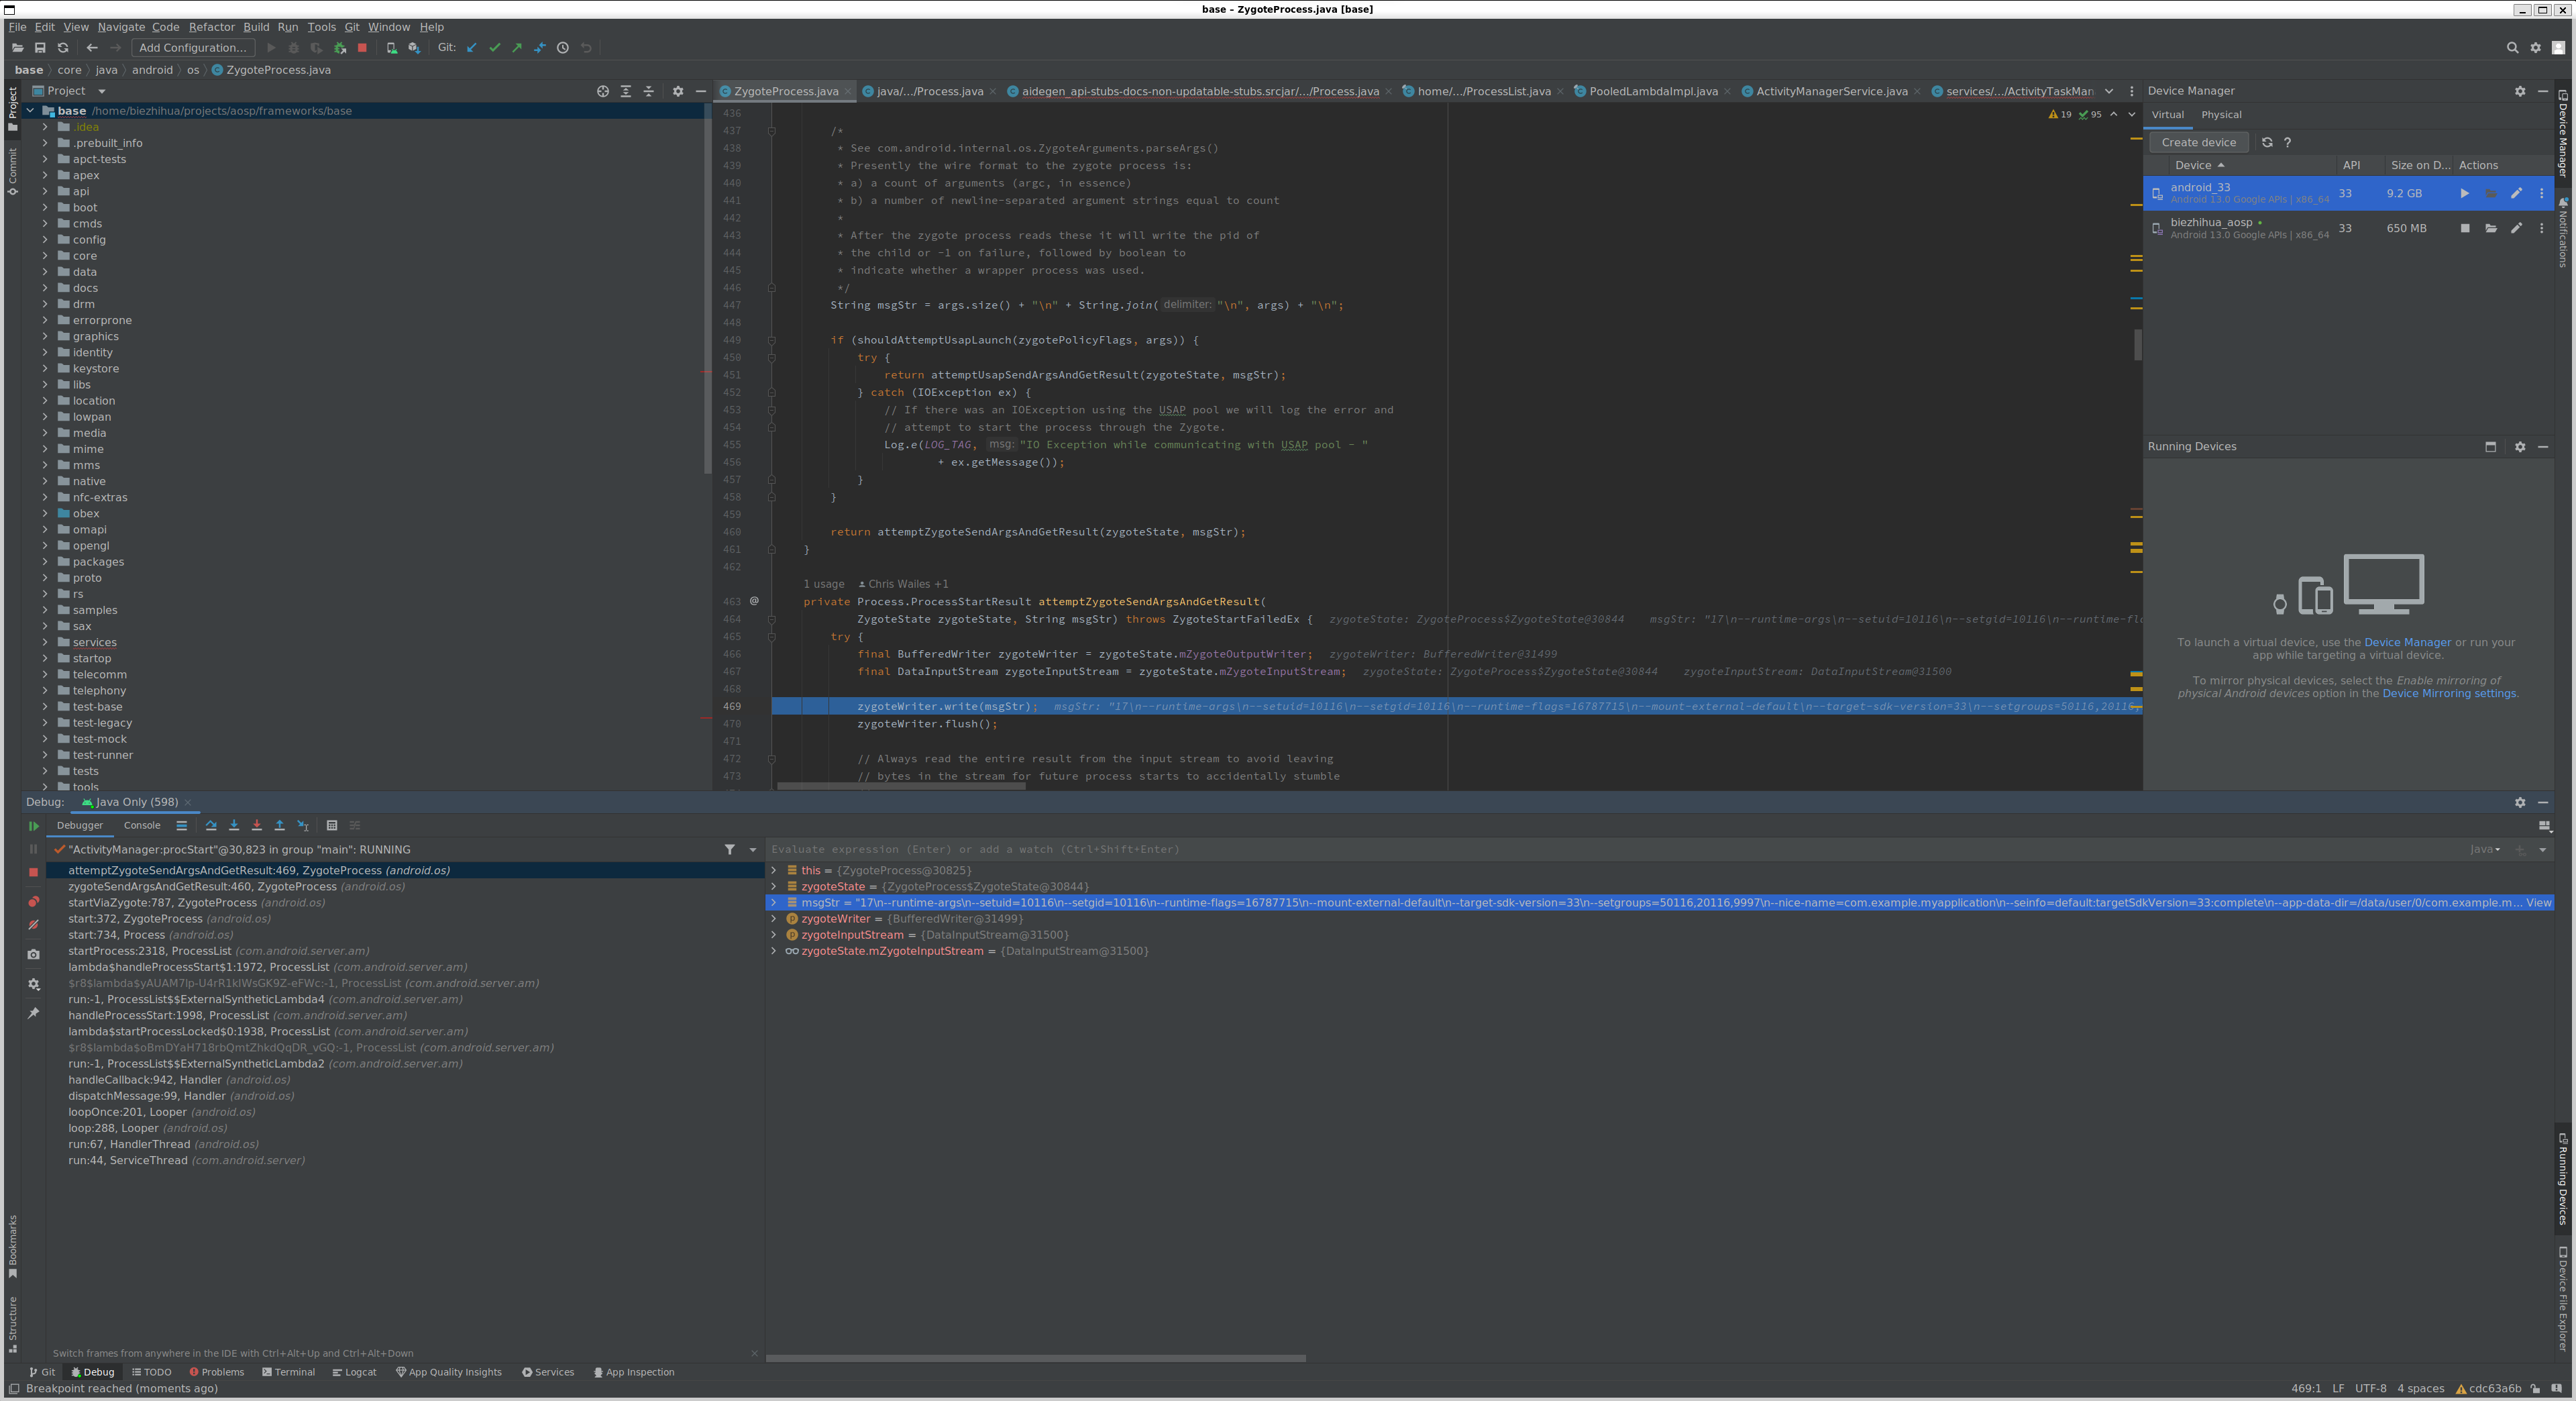 base – ZygoteProcess.java [base]
File Edit View Navigate Code Refactor Build Run Tools Git Window Help
Add Configuration... Git:
base core java android os ZygoteProcess.java
Project
ZygoteProcess.java java/.../Process.java aidegen_api-stubs-docs-non-updatable-stubs.srcjar/.../Process.java home/.../ProcessList.java PooledLambdaImpl.java ActivityManagerService.java services/.../ActivityTaskMan
Project
Commit
Bookmarks
Structure
base /home/biezhihua/projects/aosp/frameworks/base
.idea
.prebuilt_info
apct-tests
apex
api
boot
cmds
config
core
data
docs
drm
errorprone
graphics
identity
keystore
libs
location
lowpan
media
mime
mms
native
nfc-extras
obex
omapi
opengl
packages
proto
rs
samples
sax
services
startop
telecomm
telephony
test-base
test-legacy
test-mock
test-runner
tests
tools
19 95
436
437 /*
438 * See com.android.internal.os.ZygoteArguments.parseArgs()
439 * Presently the wire format to the zygote process is:
440 * a) a count of arguments (argc, in essence)
441 * b) a number of newline-separated argument strings equal to count
442 *
443 * After the zygote process reads these it will write the pid of
444 * the child or -1 on failure, followed by boolean to
445 * indicate whether a wrapper process was used.
446 */
447 String msgStr = args.size() + "\n" + String.join( delimiter: "\n", args) + "\n";
448
449 if (shouldAttemptUsapLaunch(zygotePolicyFlags, args)) {
450 try {
451 return attemptUsapSendArgsAndGetResult(zygoteState, msgStr);
452 } catch (IOException ex) {
453 // If there was an IOException using the USAP pool we will log the error and
454 // attempt to start the process through the Zygote.
455 Log.e(LOG_TAG, msg: "IO Exception while communicating with USAP pool - "
456 + ex.getMessage());
457 }
458 }
459
460 return attemptZygoteSendArgsAndGetResult(zygoteState, msgStr);
461 }
462
1 usage Chris Wailes +1
463 @ private Process.ProcessStartResult attemptZygoteSendArgsAndGetResult(
464 ZygoteState zygoteState, String msgStr) throws ZygoteStartFailedEx { zygoteState: ZygoteProcess$ZygoteState@30844 msgStr: "17\n--runtime-args\n--setuid=10116\n--setgid=10116\n--runtime-fl
465 try {
466 final BufferedWriter zygoteWriter = zygoteState.mZygoteOutputWriter; zygoteWriter: BufferedWriter@31499
467 final DataInputStream zygoteInputStream = zygoteState.mZygoteInputStream; zygoteState: ZygoteProcess$ZygoteState@30844 zygoteInputStream: DataInputStream@31500
468
469 zygoteWriter.write(msgStr); msgStr: "17\n--runtime-args\n--setuid=10116\n--setgid=10116\n--runtime-flags=16787715\n--mount-external-default\n--target-sdk-version=33\n--setgroups=50116,20116,
470 zygoteWriter.flush();
471
472 // Always read the entire result from the input stream to avoid leaving
473 // bytes in the stream for future process starts to accidentally stumble
Device Manager
Virtual Physical
Create device ?
Device API Size on D... Actions
android_33 33 9.2 GB
Android 13.0 Google APIs | x86_64
biezhihua_aosp 33 650 MB
Android 13.0 Google APIs | x86_64
Running Devices
To launch a virtual device, use the Device Manager or run your
app while targeting a virtual device.
To mirror physical devices, select the Enable mirroring of
physical Android devices option in the Device Mirroring settings.
Device Manager
Notifications
Running Devices
Device File Explorer
Debug: Java Only (598)
Debugger Console
"ActivityManager:procStart"@30,823 in group "main": RUNNING
attemptZygoteSendArgsAndGetResult:469, ZygoteProcess (android.os)
zygoteSendArgsAndGetResult:460, ZygoteProcess (android.os)
startViaZygote:787, ZygoteProcess (android.os)
start:372, ZygoteProcess (android.os)
start:734, Process (android.os)
startProcess:2318, ProcessList (com.android.server.am)
lambda$handleProcessStart$1:1972, ProcessList (com.android.server.am)
$r8$lambda$yAUAM7lp-U4rR1kIWsGK9Z-eFWc:-1, ProcessList (com.android.server.am)
run:-1, ProcessList$$ExternalSyntheticLambda4 (com.android.server.am)
handleProcessStart:1998, ProcessList (com.android.server.am)
lambda$startProcessLocked$0:1938, ProcessList (com.android.server.am)
$r8$lambda$oBmDYaH718rbQmtZhkdQqDR_vGQ:-1, ProcessList (com.android.server.am)
run:-1, ProcessList$$ExternalSyntheticLambda2 (com.android.server.am)
handleCallback:942, Handler (android.os)
dispatchMessage:99, Handler (android.os)
loopOnce:201, Looper (android.os)
loop:288, Looper (android.os)
run:67, HandlerThread (android.os)
run:44, ServiceThread (com.android.server)
Switch frames from anywhere in the IDE with Ctrl+Alt+Up and Ctrl+Alt+Down
Evaluate expression (Enter) or add a watch (Ctrl+Shift+Enter) Java
this = {ZygoteProcess@30825}
zygoteState = {ZygoteProcess$ZygoteState@30844}
msgStr = "17\n--runtime-args\n--setuid=10116\n--setgid=10116\n--runtime-flags=16787715\n--mount-external-default\n--target-sdk-version=33\n--setgroups=50116,20116,9997\n--nice-name=com.example.myapplication\n--seinfo=default:targetSdkVersion=33:complete\n--app-data-dir=/data/user/0/com.example.m... View
zygoteWriter = {BufferedWriter@31499}
zygoteInputStream = {DataInputStream@31500}
zygoteState.mZygoteInputStream = {DataInputStream@31500}
Git Debug TODO Problems Terminal Logcat App Quality Insights Services App Inspection
Breakpoint reached (moments ago) 469:1 LF UTF-8 4 spaces cdc63a6b